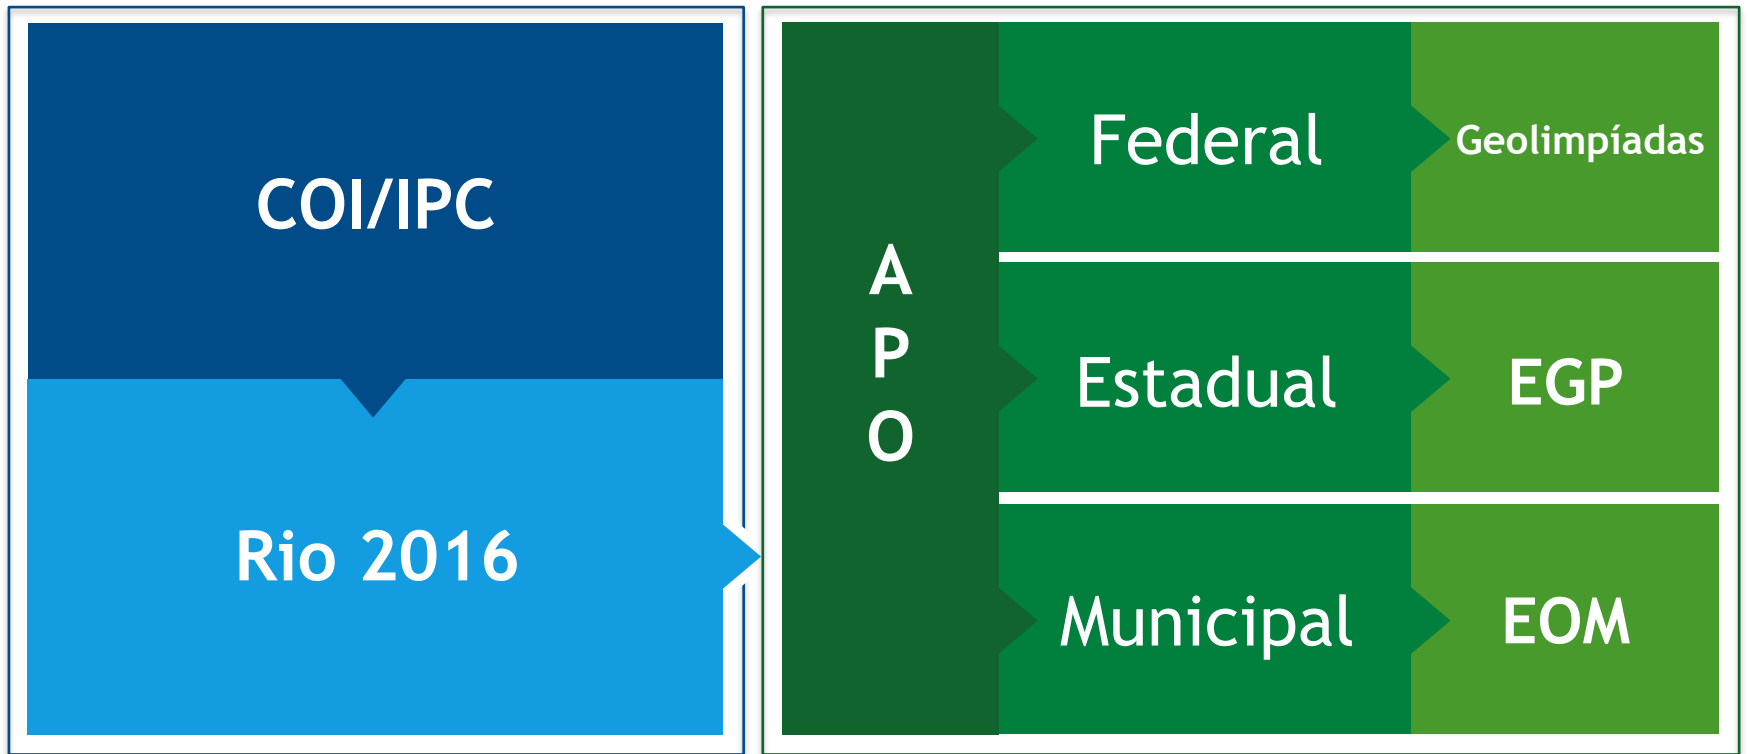 COI/IPC
Rio 2016
A
P
O
Federal
Geolimpíadas
Estadual
EGP
Municipal
EOM